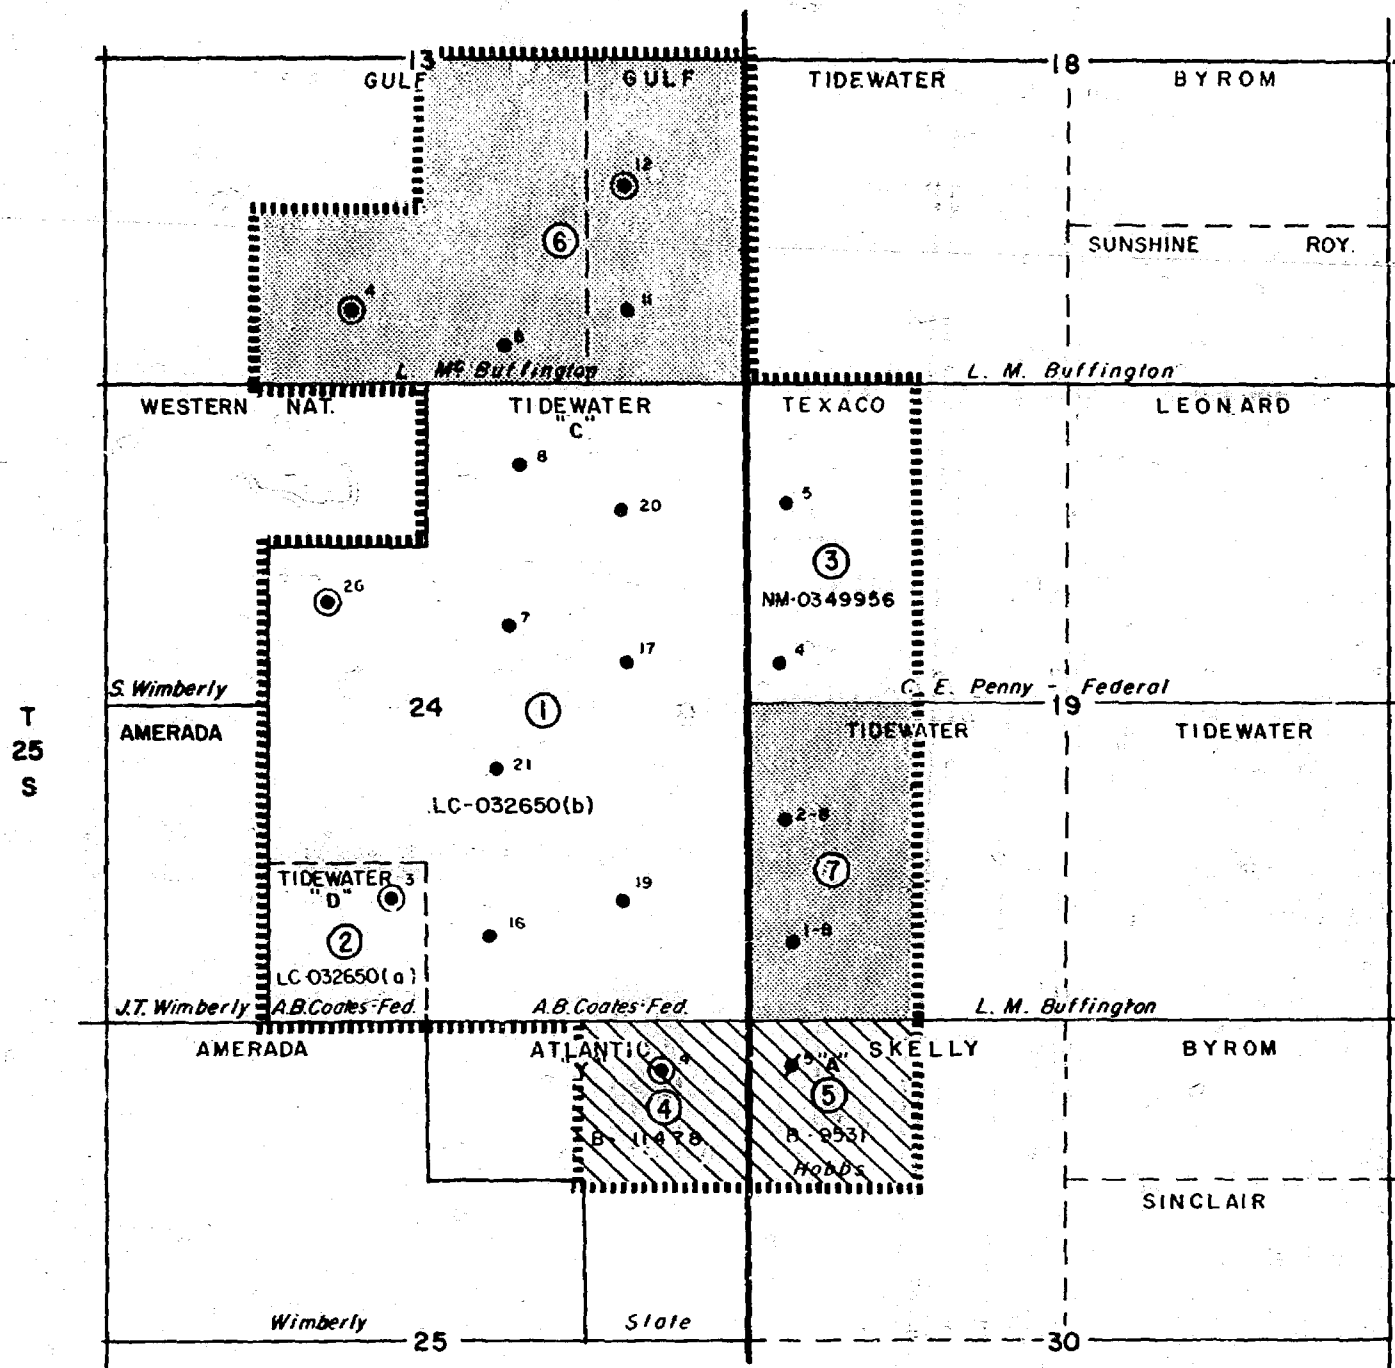 13
18
GULF
GULF
TIDEWATER
BYROM
12
6
SUNSHINE ROY.
4
11
L. Mc Buffington
L. M. Buffington
WESTERN NAT.
TIDEWATER
"C"
TEXACO
LEONARD
8
20
5
3
26
NM-0349956
7
17
4
S. Wimberly
C. E. Penny - Federal
24
1
19
T
25
S
AMERADA
TIDEWATER
TIDEWATER
21
LC-032650(b)
2-B
7
TIDEWATER 3
"D"
19
16
1-B
2
LC-032650(a)
J.T. Wimberly
A.B. Coates-Fed.
A.B. Coates-Fed.
L. M. Buffington
AMERADA
ATLANTIC
SKELLY
BYROM
4
5 "A"
4
5
B-11478
B-9531
Hobbs
SINCLAIR
Wimberly
State
25
30